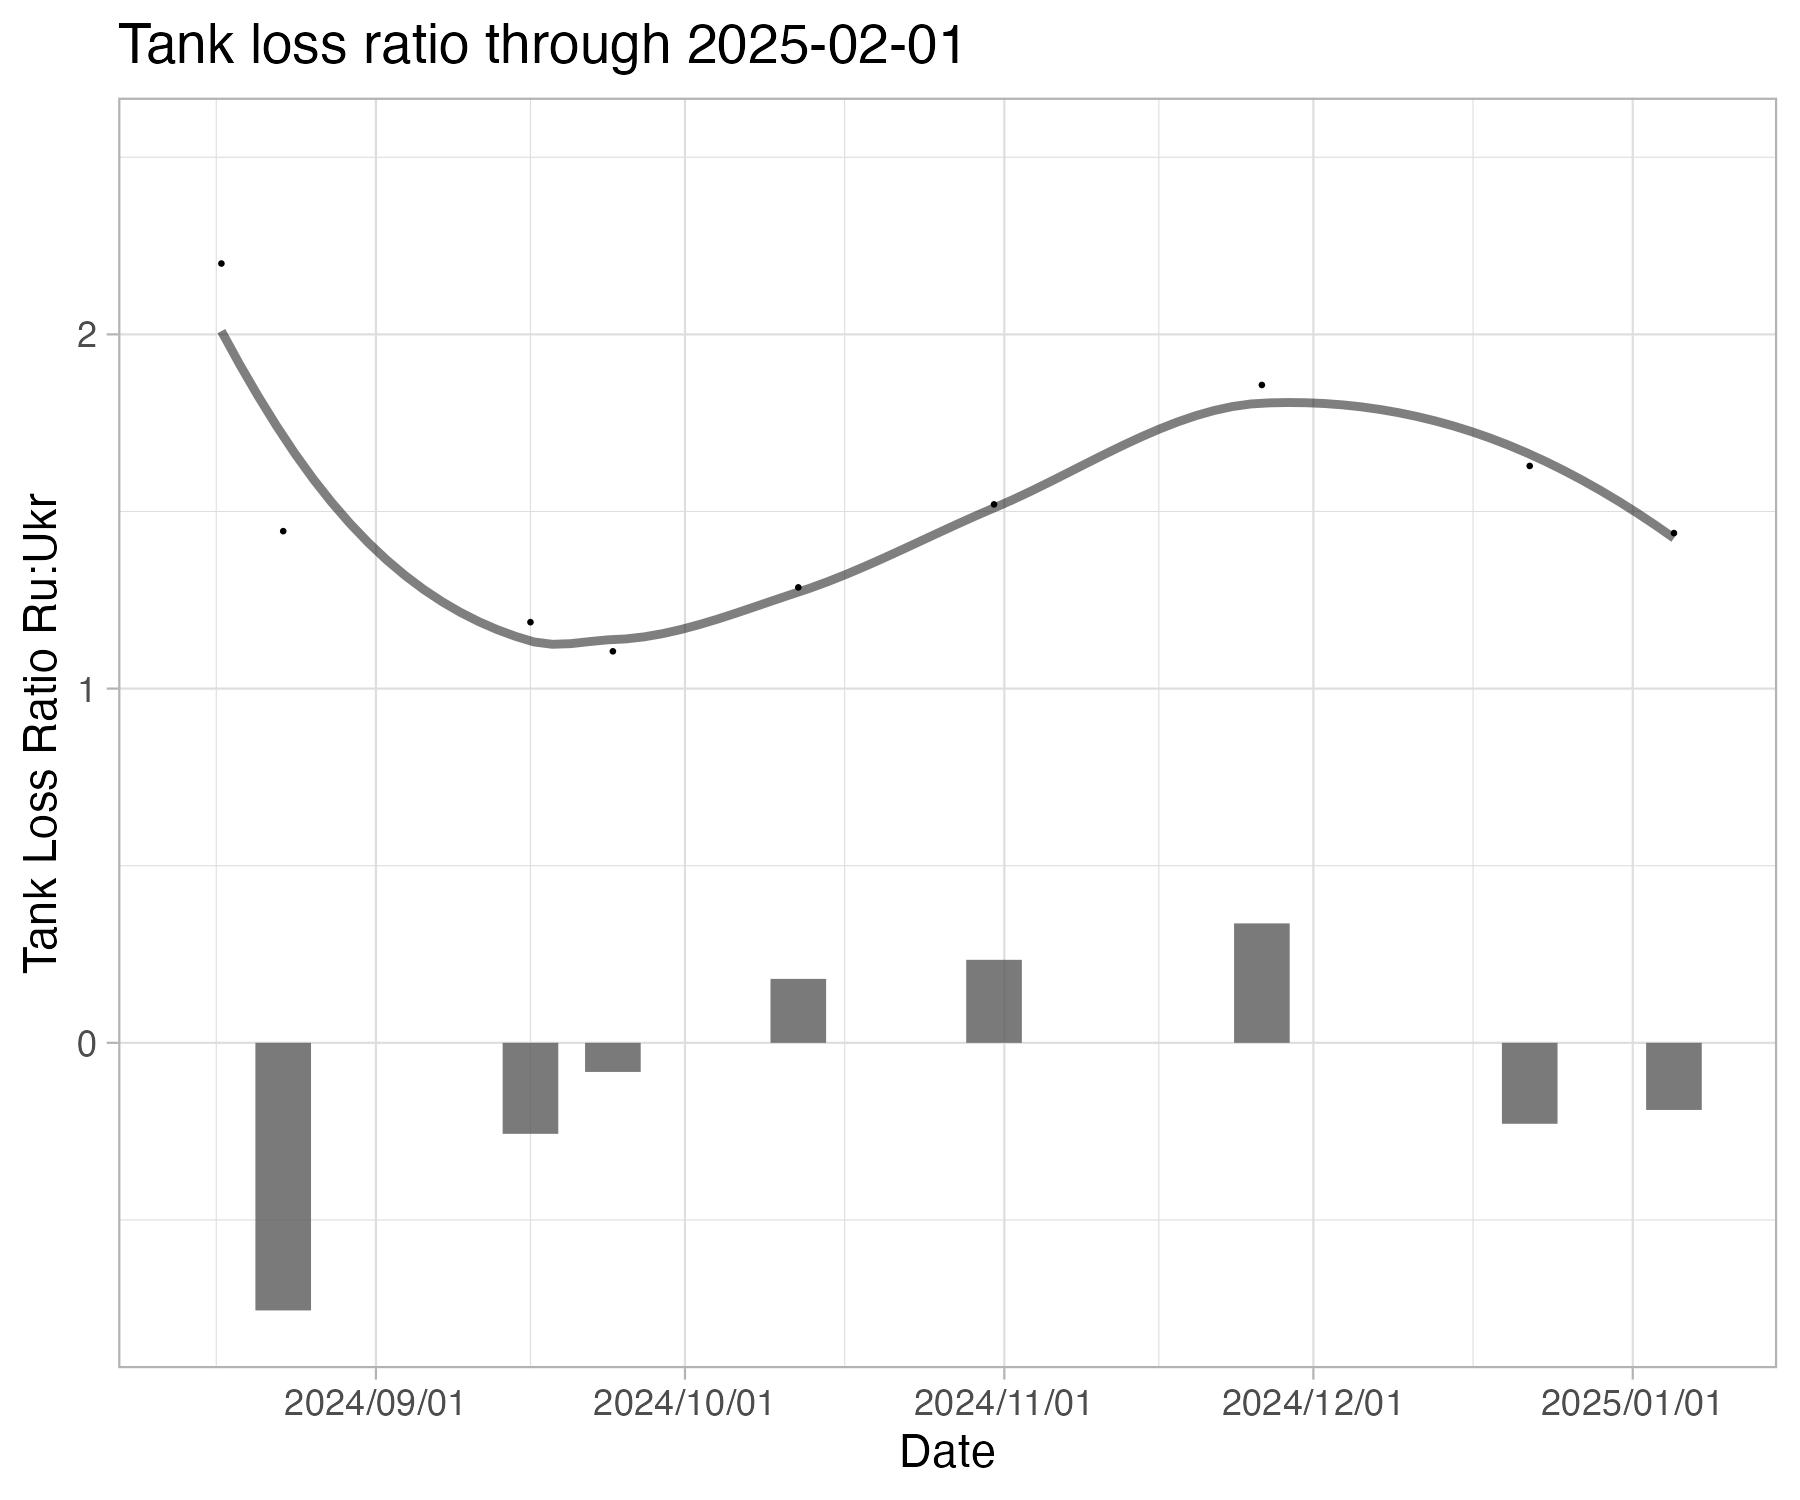 Tank loss ratio through 2025-02-01
Tank Loss Ratio Ru:Ukr
2
1
0
2024/09/01 2024/10/01 2024/11/01 2024/12/01 2025/01/01
Date